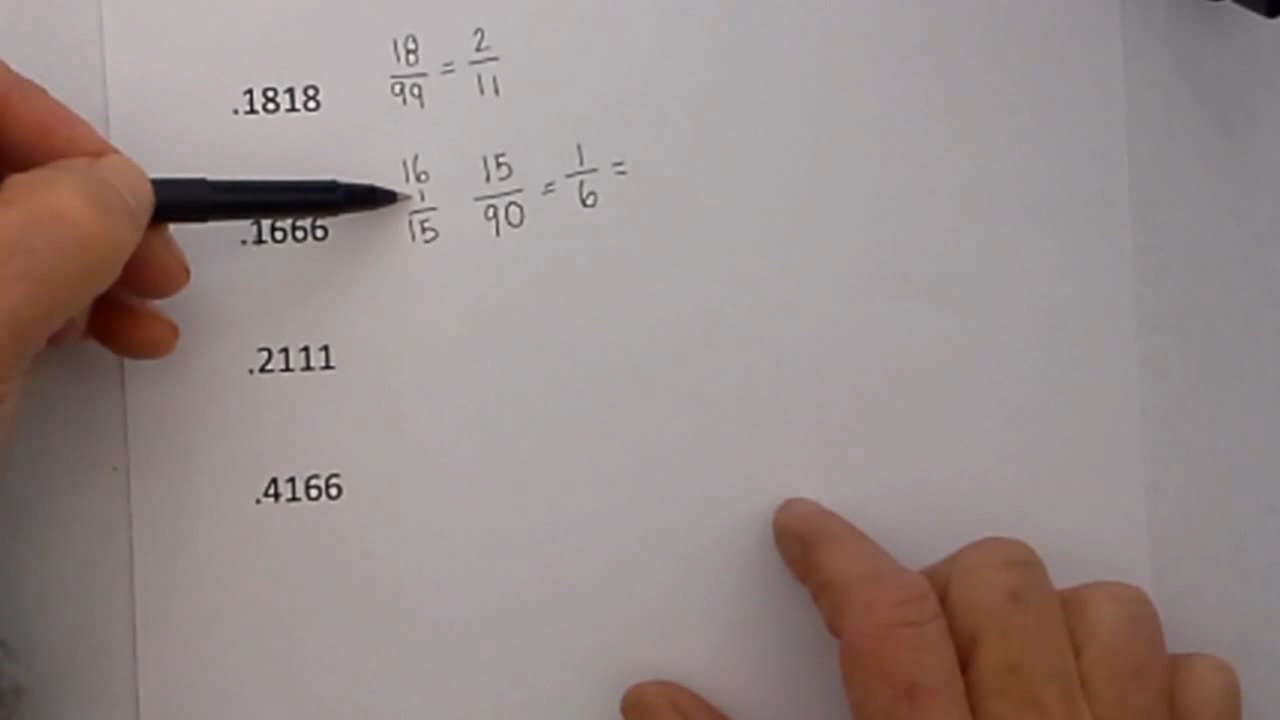 .1818 18/99 = 2/11
.1666 16 1 15 15/90 = 1/6 =
.2111
.4166